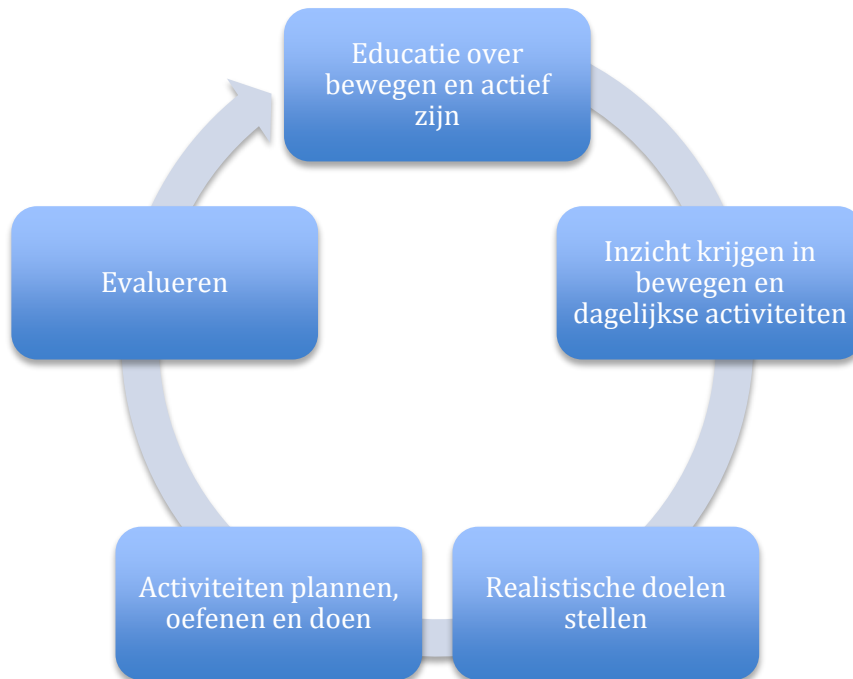 Educatie over
bewegen en actief
zijn
Inzicht krijgen in
bewegen en
dagelijkse activiteiten
Realistische doelen
stellen
Activiteiten plannen,
oefenen en doen
Evalueren